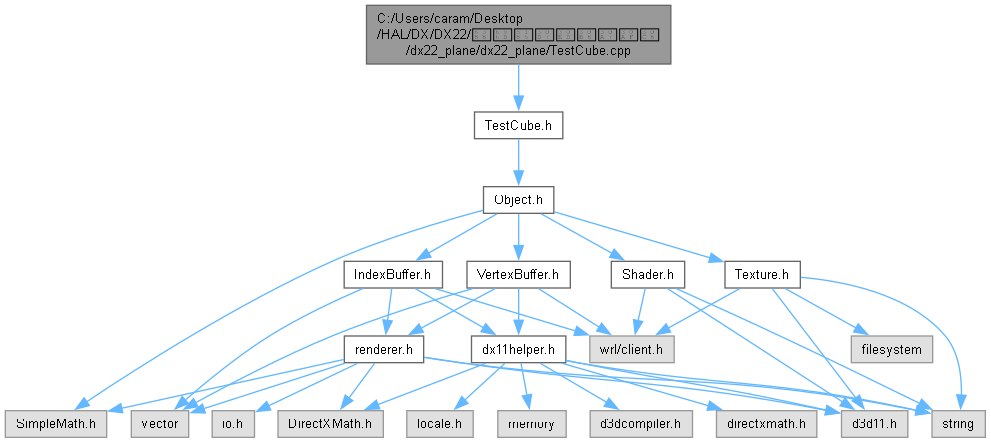 C:/Users/caram/Desktop
/HAL/DX/DX22/
/dx22_plane/dx22_plane/TestCube.cpp
TestCube.h
Object.h
IndexBuffer.h
VertexBuffer.h
Shader.h
Texture.h
renderer.h
dx11helper.h
wrl/client.h
filesystem
SimpleMath.h
vector
io.h
DirectXMath.h
locale.h
memory
d3dcompiler.h
directxmath.h
d3d11.h
string